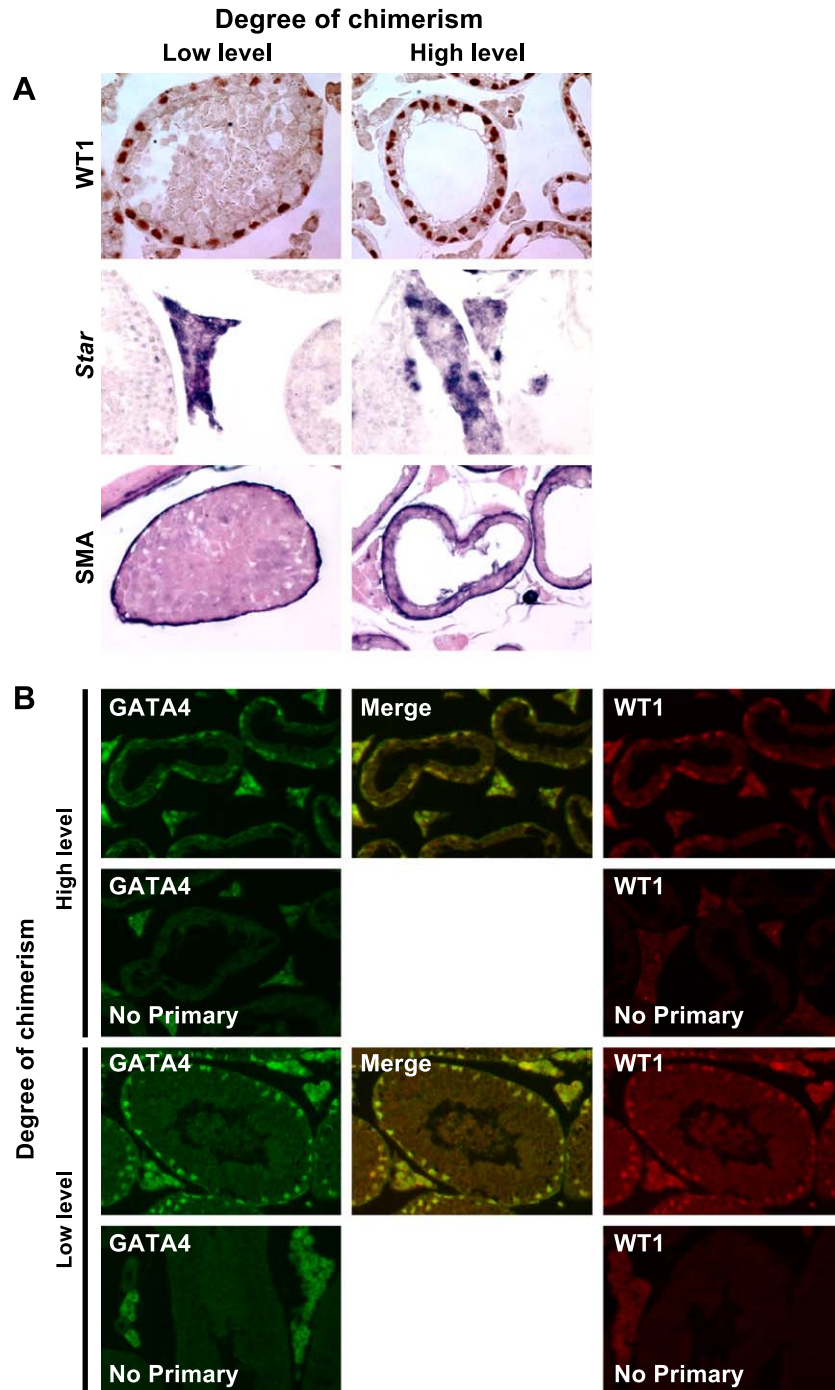 Degree of chimerism
Low level High level
A
WT1
Star
SMA
B
Degree of chimerism
High level
GATA4 Merge WT1
GATA4 WT1
No Primary No Primary
Low level
GATA4 Merge WT1
GATA4 WT1
No Primary No Primary